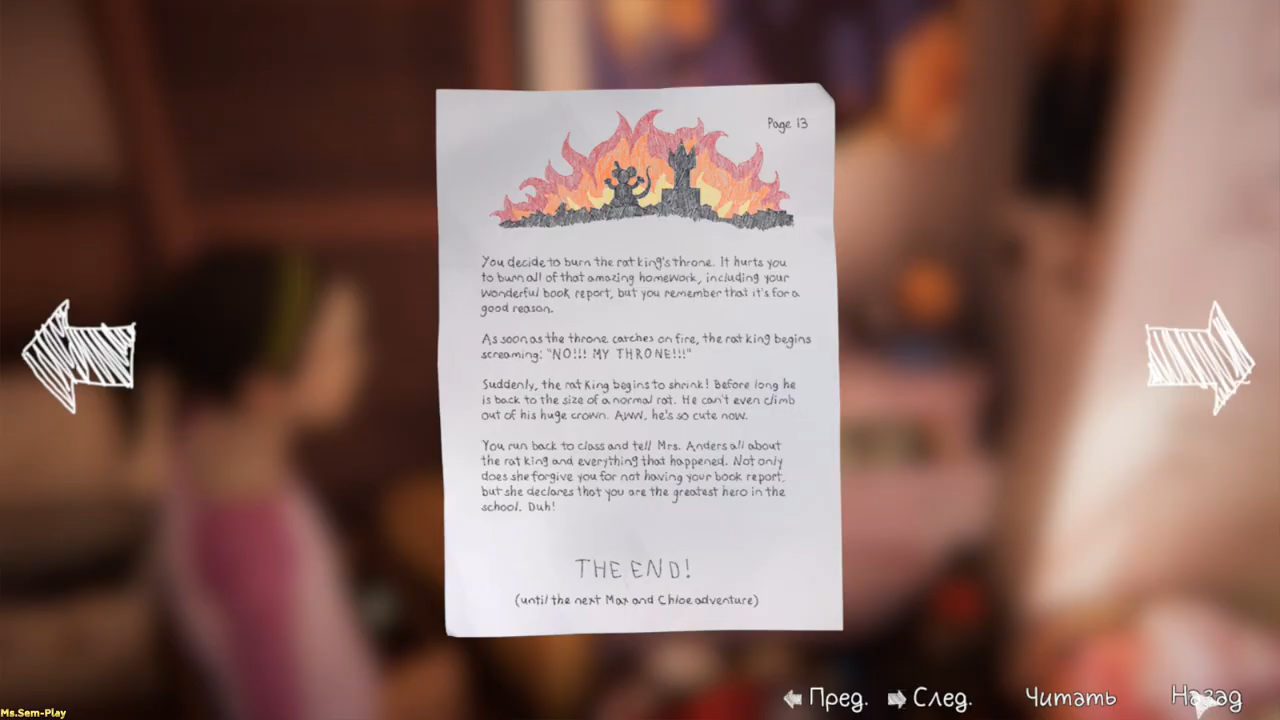 Page 13
You decide to burn the rat king's throne. It hurts you
to burn all of that amazing homework, including your
wonderful book report, but you remember that it's for a
good reason.
As soon as the throne catches on fire, the rat king begins
screaming: "NO!!! MY THRONE!!!"
Suddenly, the rat king begins to shrink! Before long he
is back to the size of a normal rat. He can't even climb
out of his huge crown. Aww, he's so cute now.
You run back to class and tell Mrs. Anders all about
the rat king and everything that happened. Not only
does she forgive you for not having your book report,
but she declares that you are the greatest hero in the
school. Duh!
THE END!
(until the next Max and Chloe adventure)
Пред. След. Читать Назад
Ms.Sem-Play